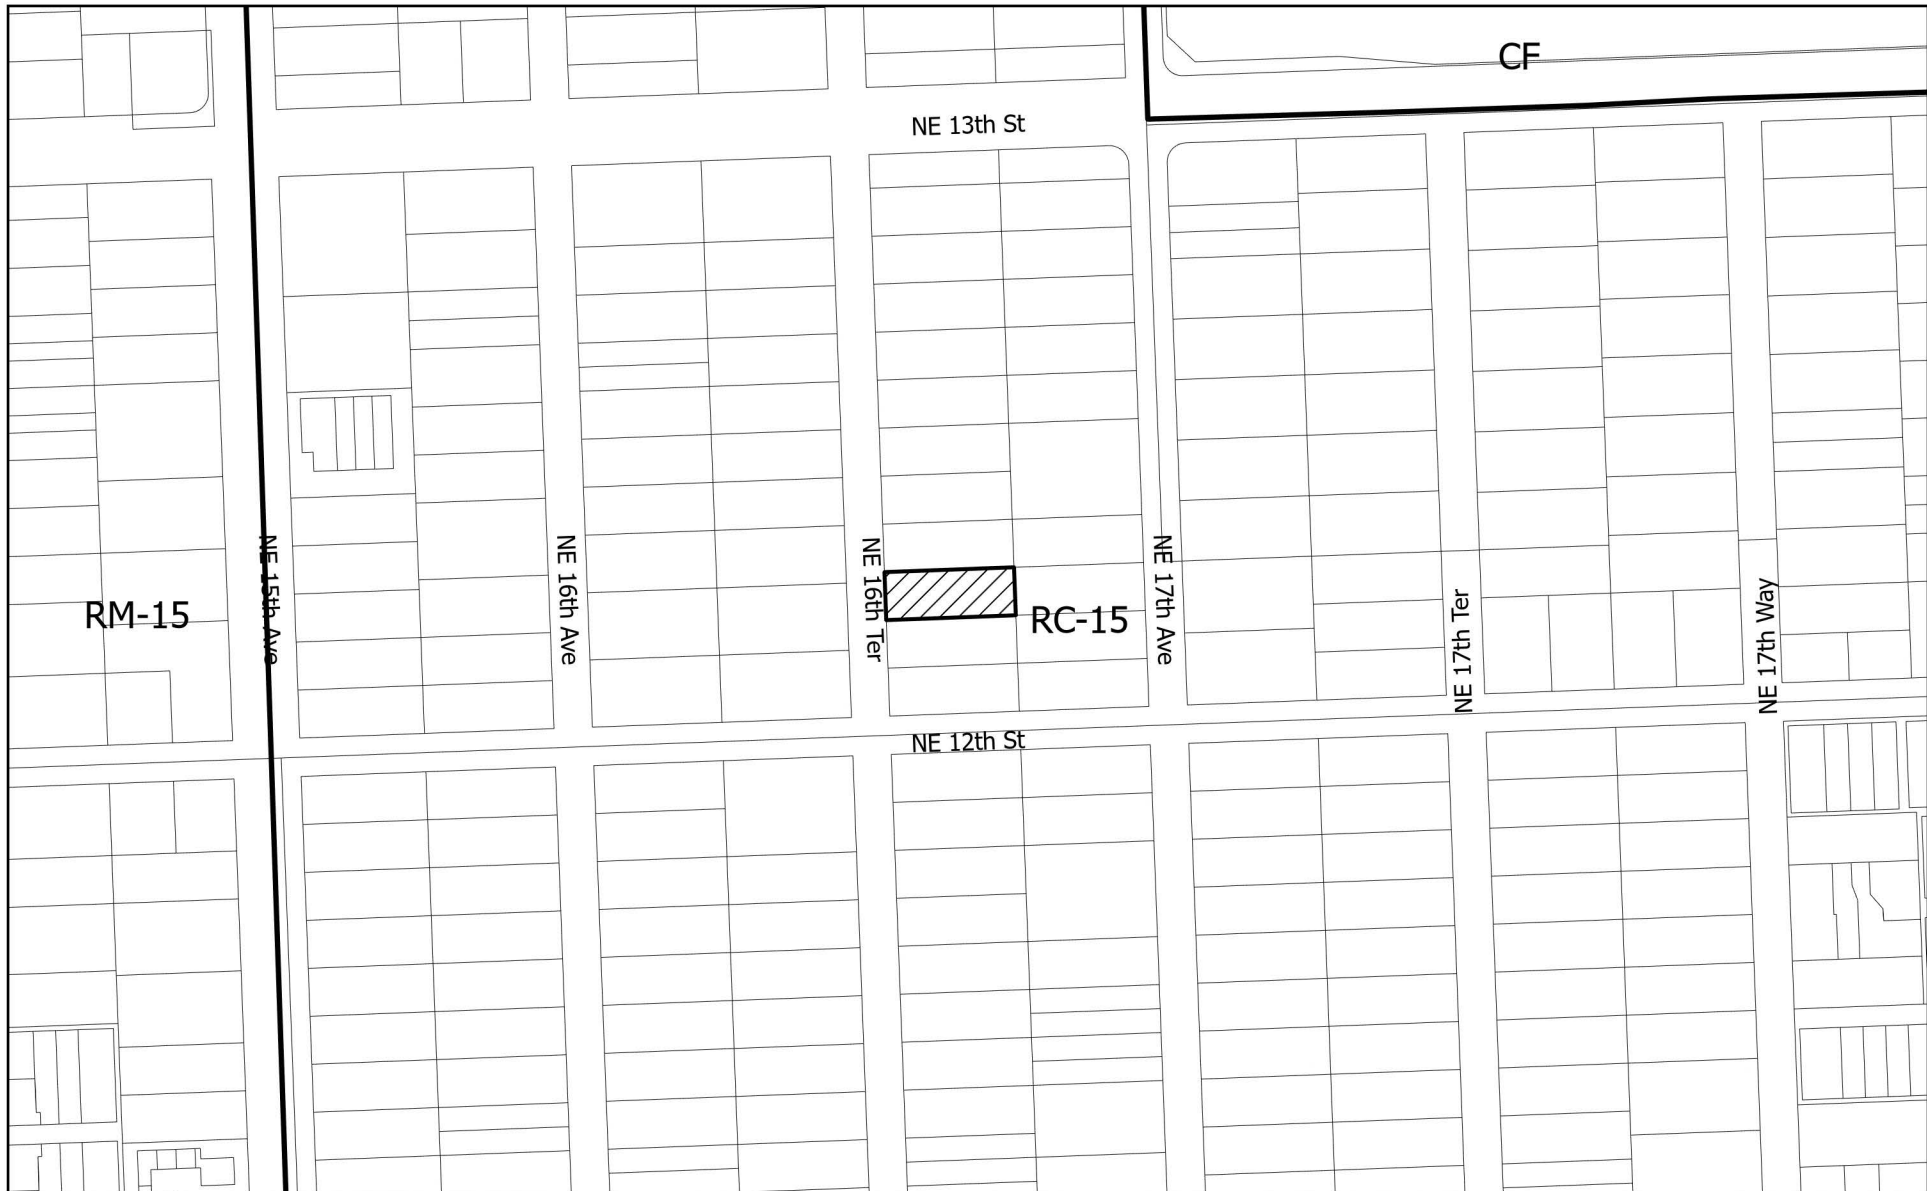 CF
NE 13th St
NE 15th Ave
NE 16th Ave
NE 16th Ter
NE 17th Ave
NE 17th Ter
NE 17th Way
RM-15
RC-15
NE 12th St